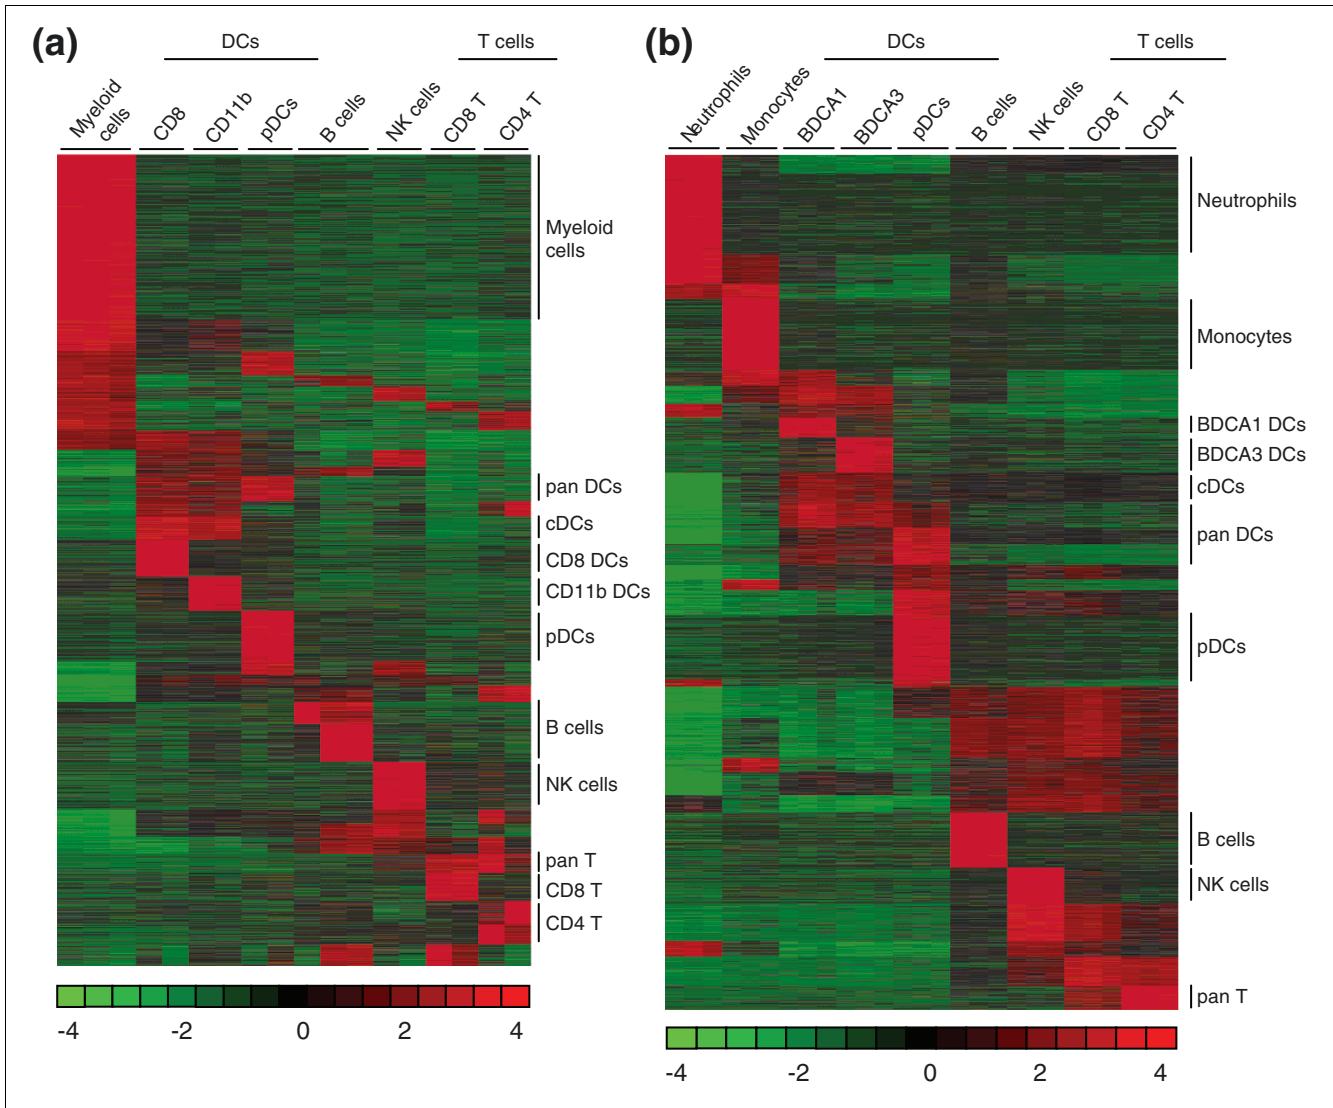 (a)
DCs
T cells
Myeloid
cells
CD8
CD11b
pDCs
B cells
NK cells
CD8 T
CD4 T
Myeloid
cells
pan DCs
cDCs
CD8 DCs
CD11b DCs
pDCs
B cells
NK cells
pan T
CD8 T
CD4 T
-4 -2 0 2 4
(b)
DCs
T cells
Neutrophils
Monocytes
BDCA1
BDCA3
pDCs
B cells
NK cells
CD8 T
CD4 T
Neutrophils
Monocytes
BDCA1 DCs
BDCA3 DCs
cDCs
pan DCs
pDCs
B cells
NK cells
pan T
-4 -2 0 2 4